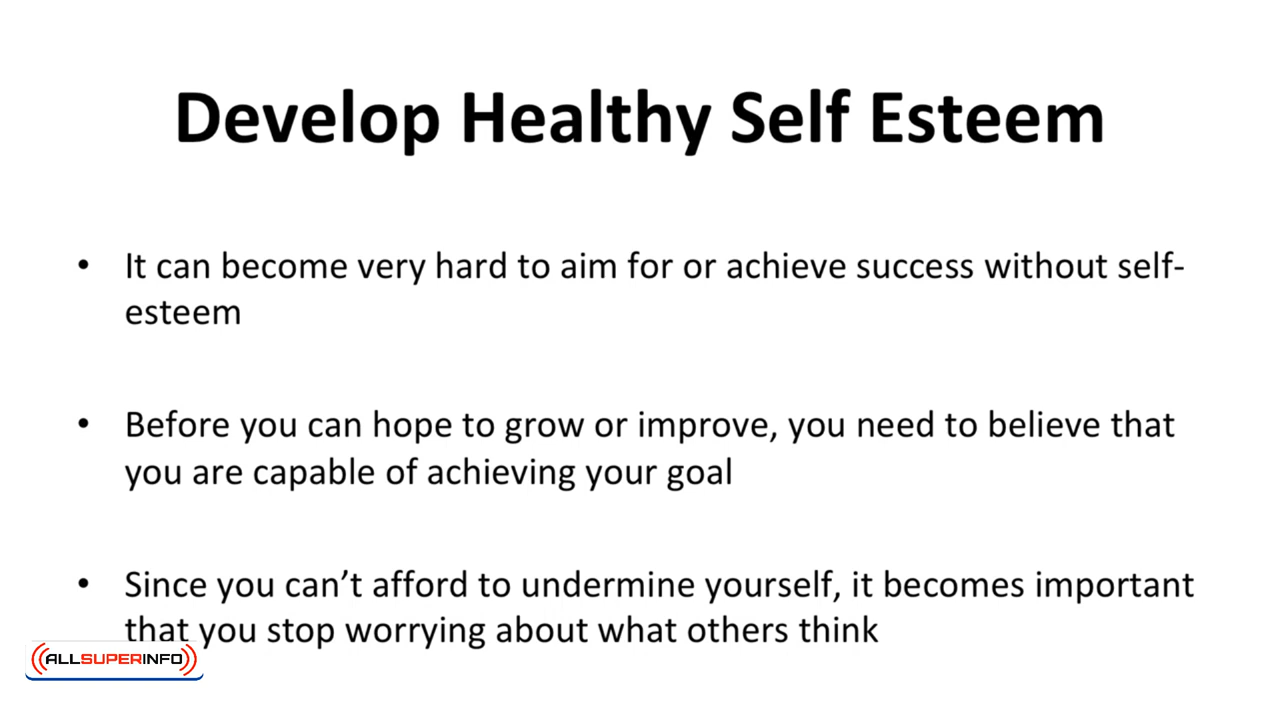 Develop Healthy Self Esteem
• It can become very hard to aim for or achieve success without self-
esteem
• Before you can hope to grow or improve, you need to believe that
you are capable of achieving your goal
• Since you can’t afford to undermine yourself, it becomes important
that you stop worrying about what others think
ALLSUPERINFO